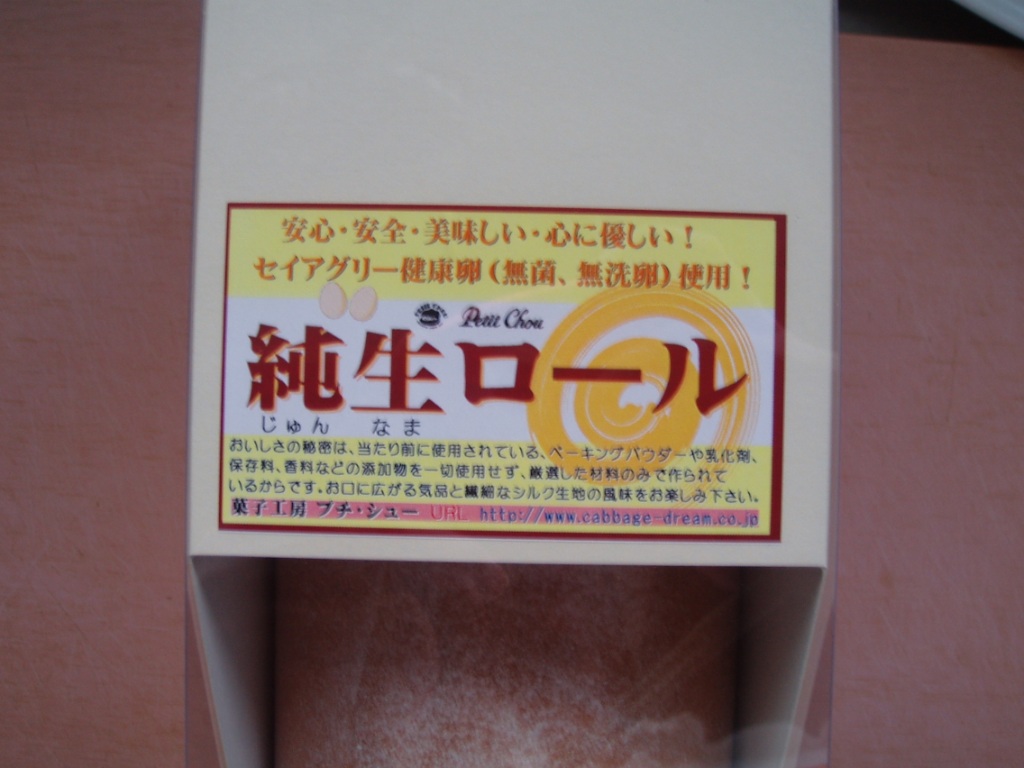 安心・安全・美味しい・心に優しい！
セイアグリー健康卵（無菌、無洗卵）使用！
Petit Chou
純生ロール
じゅん なま
おいしさの秘密は、当たり前に使用されている、ベーキングパウダーや乳化剤、
保存料、香料などの添加物を一切使用せず、厳選した材料のみで作られて
いるからです。お口に広がる気品と繊細なシルク生地の風味をお楽しみ下さい。
菓子工房 プチ・シュー URL http://www.cabbage-dream.co.jp